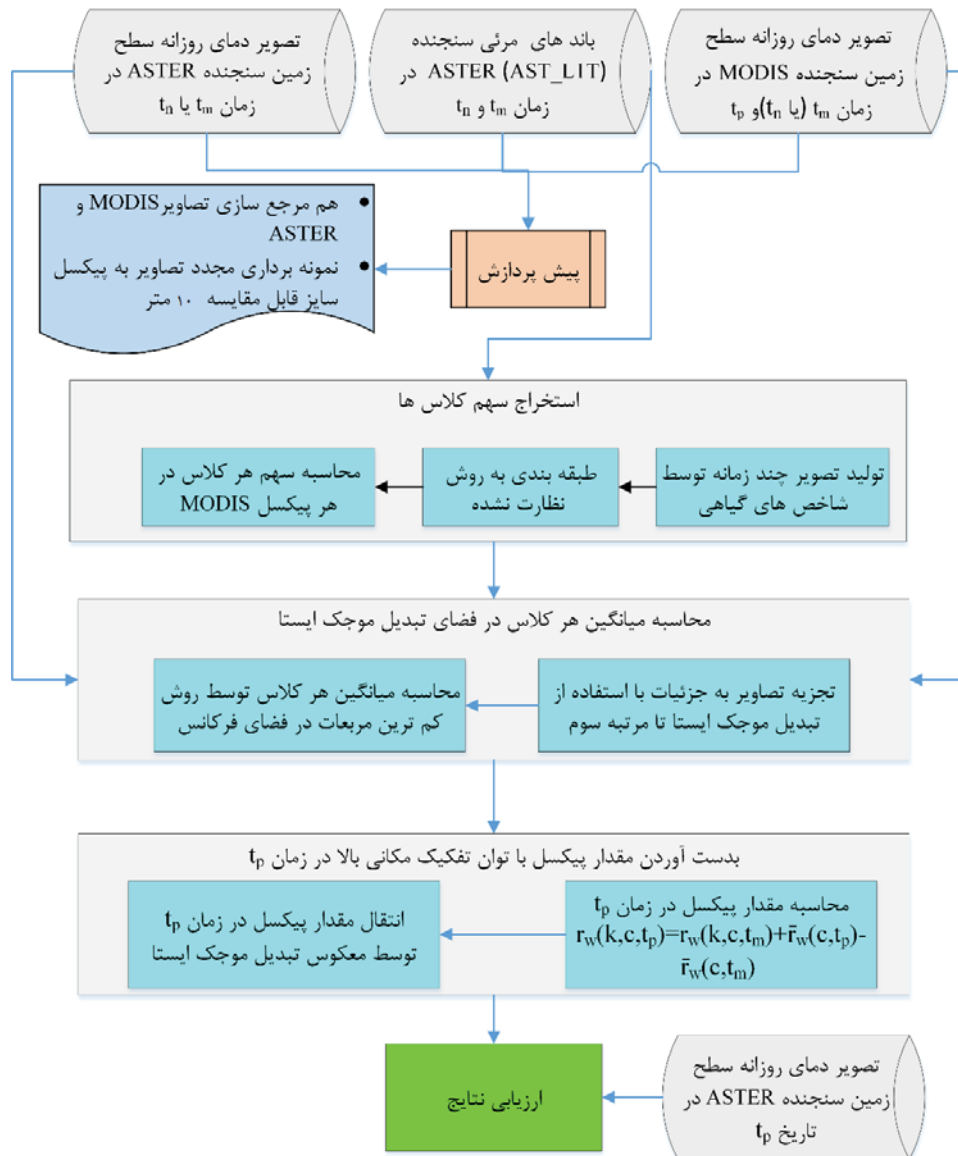 تصویر دمای روزانه سطح
زمین سنجنده MODIS در
زمان tm (یا tn)و tp
باند های مرئی سنجنده
ASTER (AST_L1T) در
زمان tm و tn
تصویر دمای روزانه سطح
زمین سنجنده ASTER در
زمان tm یا tn
پیش پردازش
• هم مرجع سازی تصاویرMODIS و
ASTER
• نمونه برداری مجدد تصاویر به پیکسل
سایز قابل مقایسه ۱۰ متر
استخراج سهم کلاس ها
تولید تصویر چند زمانه توسط
شاخص های گیاهی
طبقه بندی به روش
نظارت نشده
محاسبه سهم هر کلاس در
هر پیکسل MODIS
محاسبه میانگین هر کلاس در فضای تبدیل موجک ایستا
تجزیه تصاویر به جزئیات با استفاده از
تبدیل موجک ایستا تا مرتبه سوم
محاسبه میانگین هر کلاس توسط روش
کم ترین مربعات در فضای فرکانس
بدست آوردن مقدار پیکسل با توان تفکیک مکانی بالا در زمان tp
محاسبه مقدار پیکسل در زمان tp
rw(k,c,tp)=rw(k,c,tm)+r̄w(c,tp)-
r̄w(c,tm)
انتقال مقدار پیکسل در زمان tp
توسط معکوس تبدیل موجک ایستا
ارزیابی نتایج
تصویر دمای روزانه سطح
زمین سنجنده ASTER در
تاریخ tp